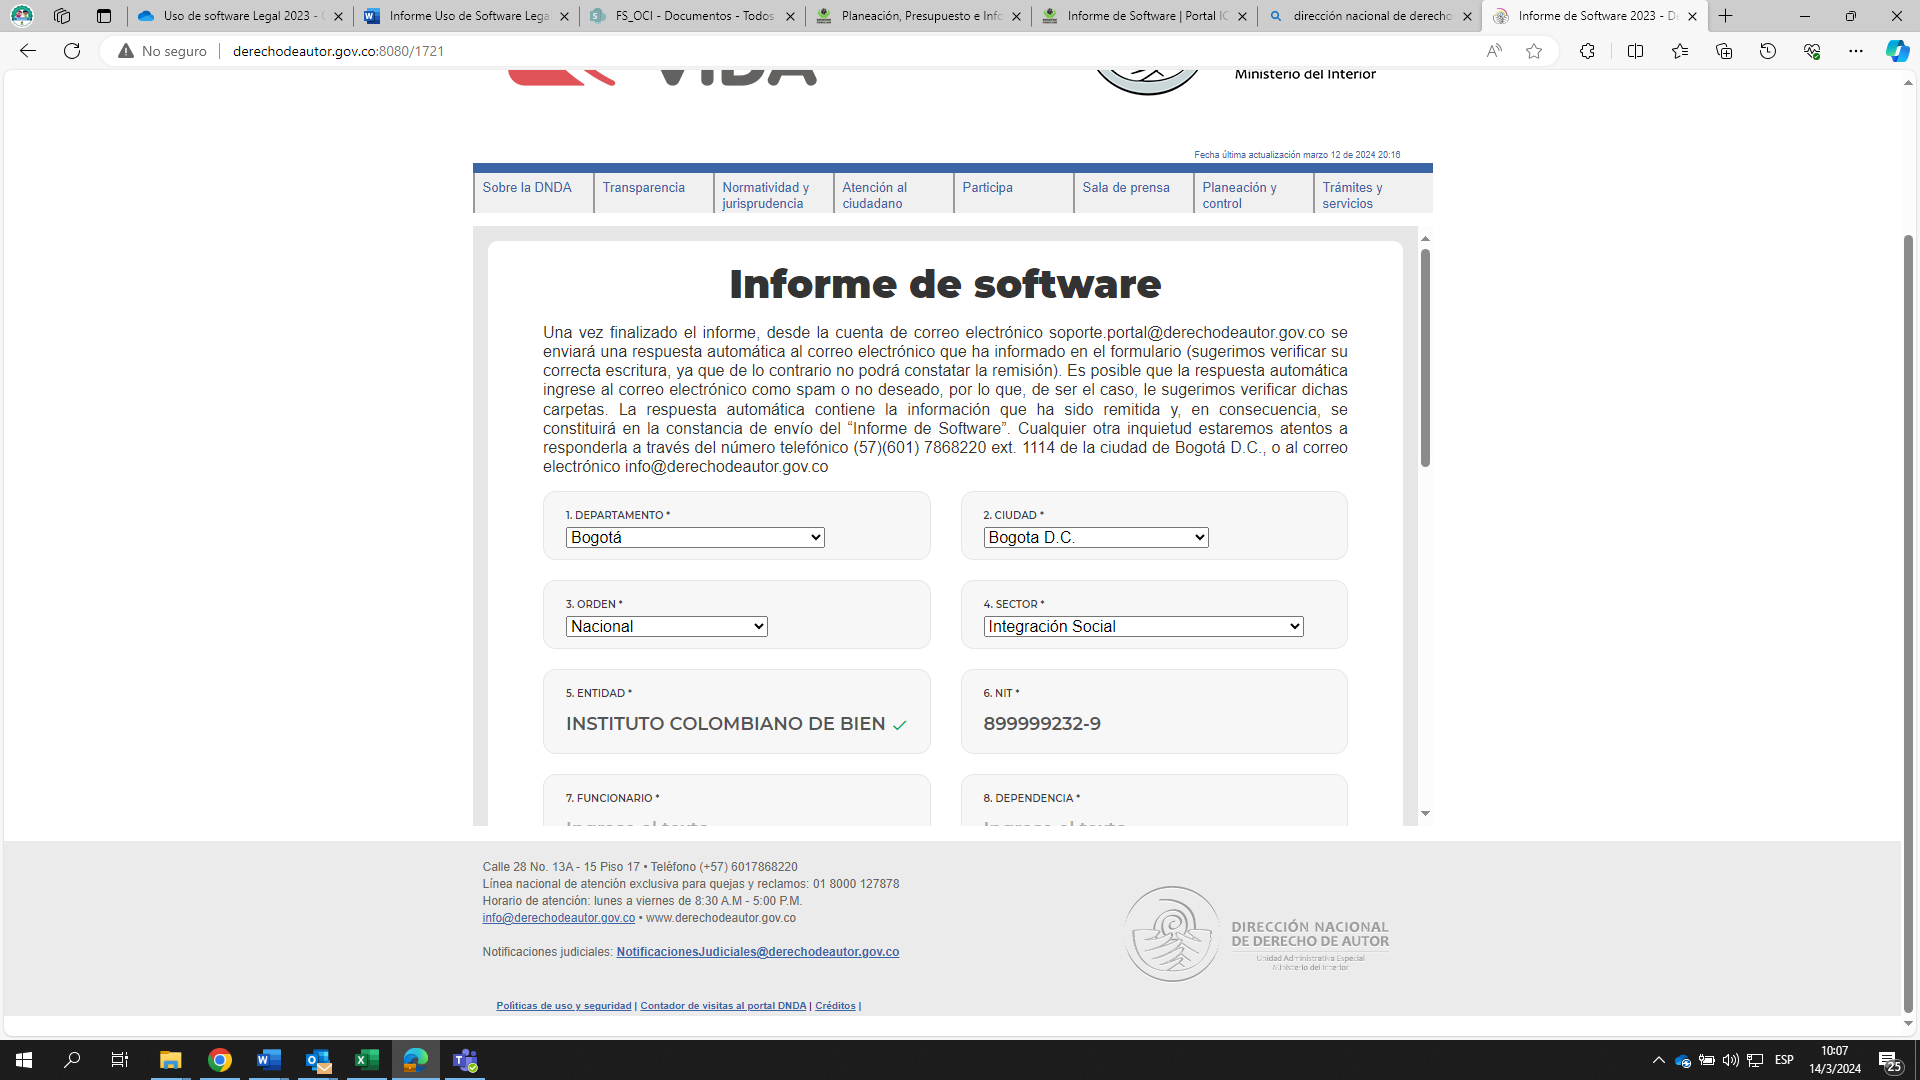 Uso de software Legal 2023 -
Informe Uso de Software Lega
FS_OCI - Documentos - Todos
Planeación, Presupuesto e Info
Informe de Software | Portal IC
dirección nacional de derecho
Informe de Software 2023 - De
No seguro
derechodeautor.gov.co:8080/1721
VIDA
Ministerio del Interior
Fecha última actualización marzo 12 de 2024 20:16
Sobre la DNDA
Transparencia
Normatividad y
jurisprudencia
Atención al
ciudadano
Participa
Sala de prensa
Planeación y
control
Trámites y
servicios
Informe de software
Una vez finalizado el informe, desde la cuenta de correo electrónico soporte.portal@derechodeautor.gov.co se
enviará una respuesta automática al correo electrónico que ha informado en el formulario (sugerimos verificar su
correcta escritura, ya que de lo contrario no podrá constatar la remisión). Es posible que la respuesta automática
ingrese al correo electrónico como spam o no deseado, por lo que, de ser el caso, le sugerimos verificar dichas
carpetas. La respuesta automática contiene la información que ha sido remitida y, en consecuencia, se
constituirá en la constancia de envío del “Informe de Software”. Cualquier otra inquietud estaremos atentos a
responderla a través del número telefónico (57)(601) 7868220 ext. 1114 de la ciudad de Bogotá D.C., o al correo
electrónico info@derechodeautor.gov.co
1. DEPARTAMENTO *
Bogotá
2. CIUDAD *
Bogota D.C.
3. ORDEN *
Nacional
4. SECTOR *
Integración Social
5. ENTIDAD *
INSTITUTO COLOMBIANO DE BIEN
6. NIT *
899999232-9
7. FUNCIONARIO *
Ingrese el texto
8. DEPENDENCIA *
Ingrese el texto
Calle 28 No. 13A - 15 Piso 17 • Teléfono (+57) 6017868220
Línea nacional de atención exclusiva para quejas y reclamos: 01 8000 127878
Horario de atención: lunes a viernes de 8:30 A.M - 5:00 P.M.
info@derechodeautor.gov.co • www.derechodeautor.gov.co
Notificaciones judiciales: NotificacionesJudiciales@derechodeautor.gov.co
DIRECCIÓN NACIONAL
DE DERECHO DE AUTOR
Unidad Administrativa Especial
Ministerio del Interior
Políticas de uso y seguridad | Contador de visitas al portal DNDA | Créditos |
ESP
10:07
14/3/2024
25